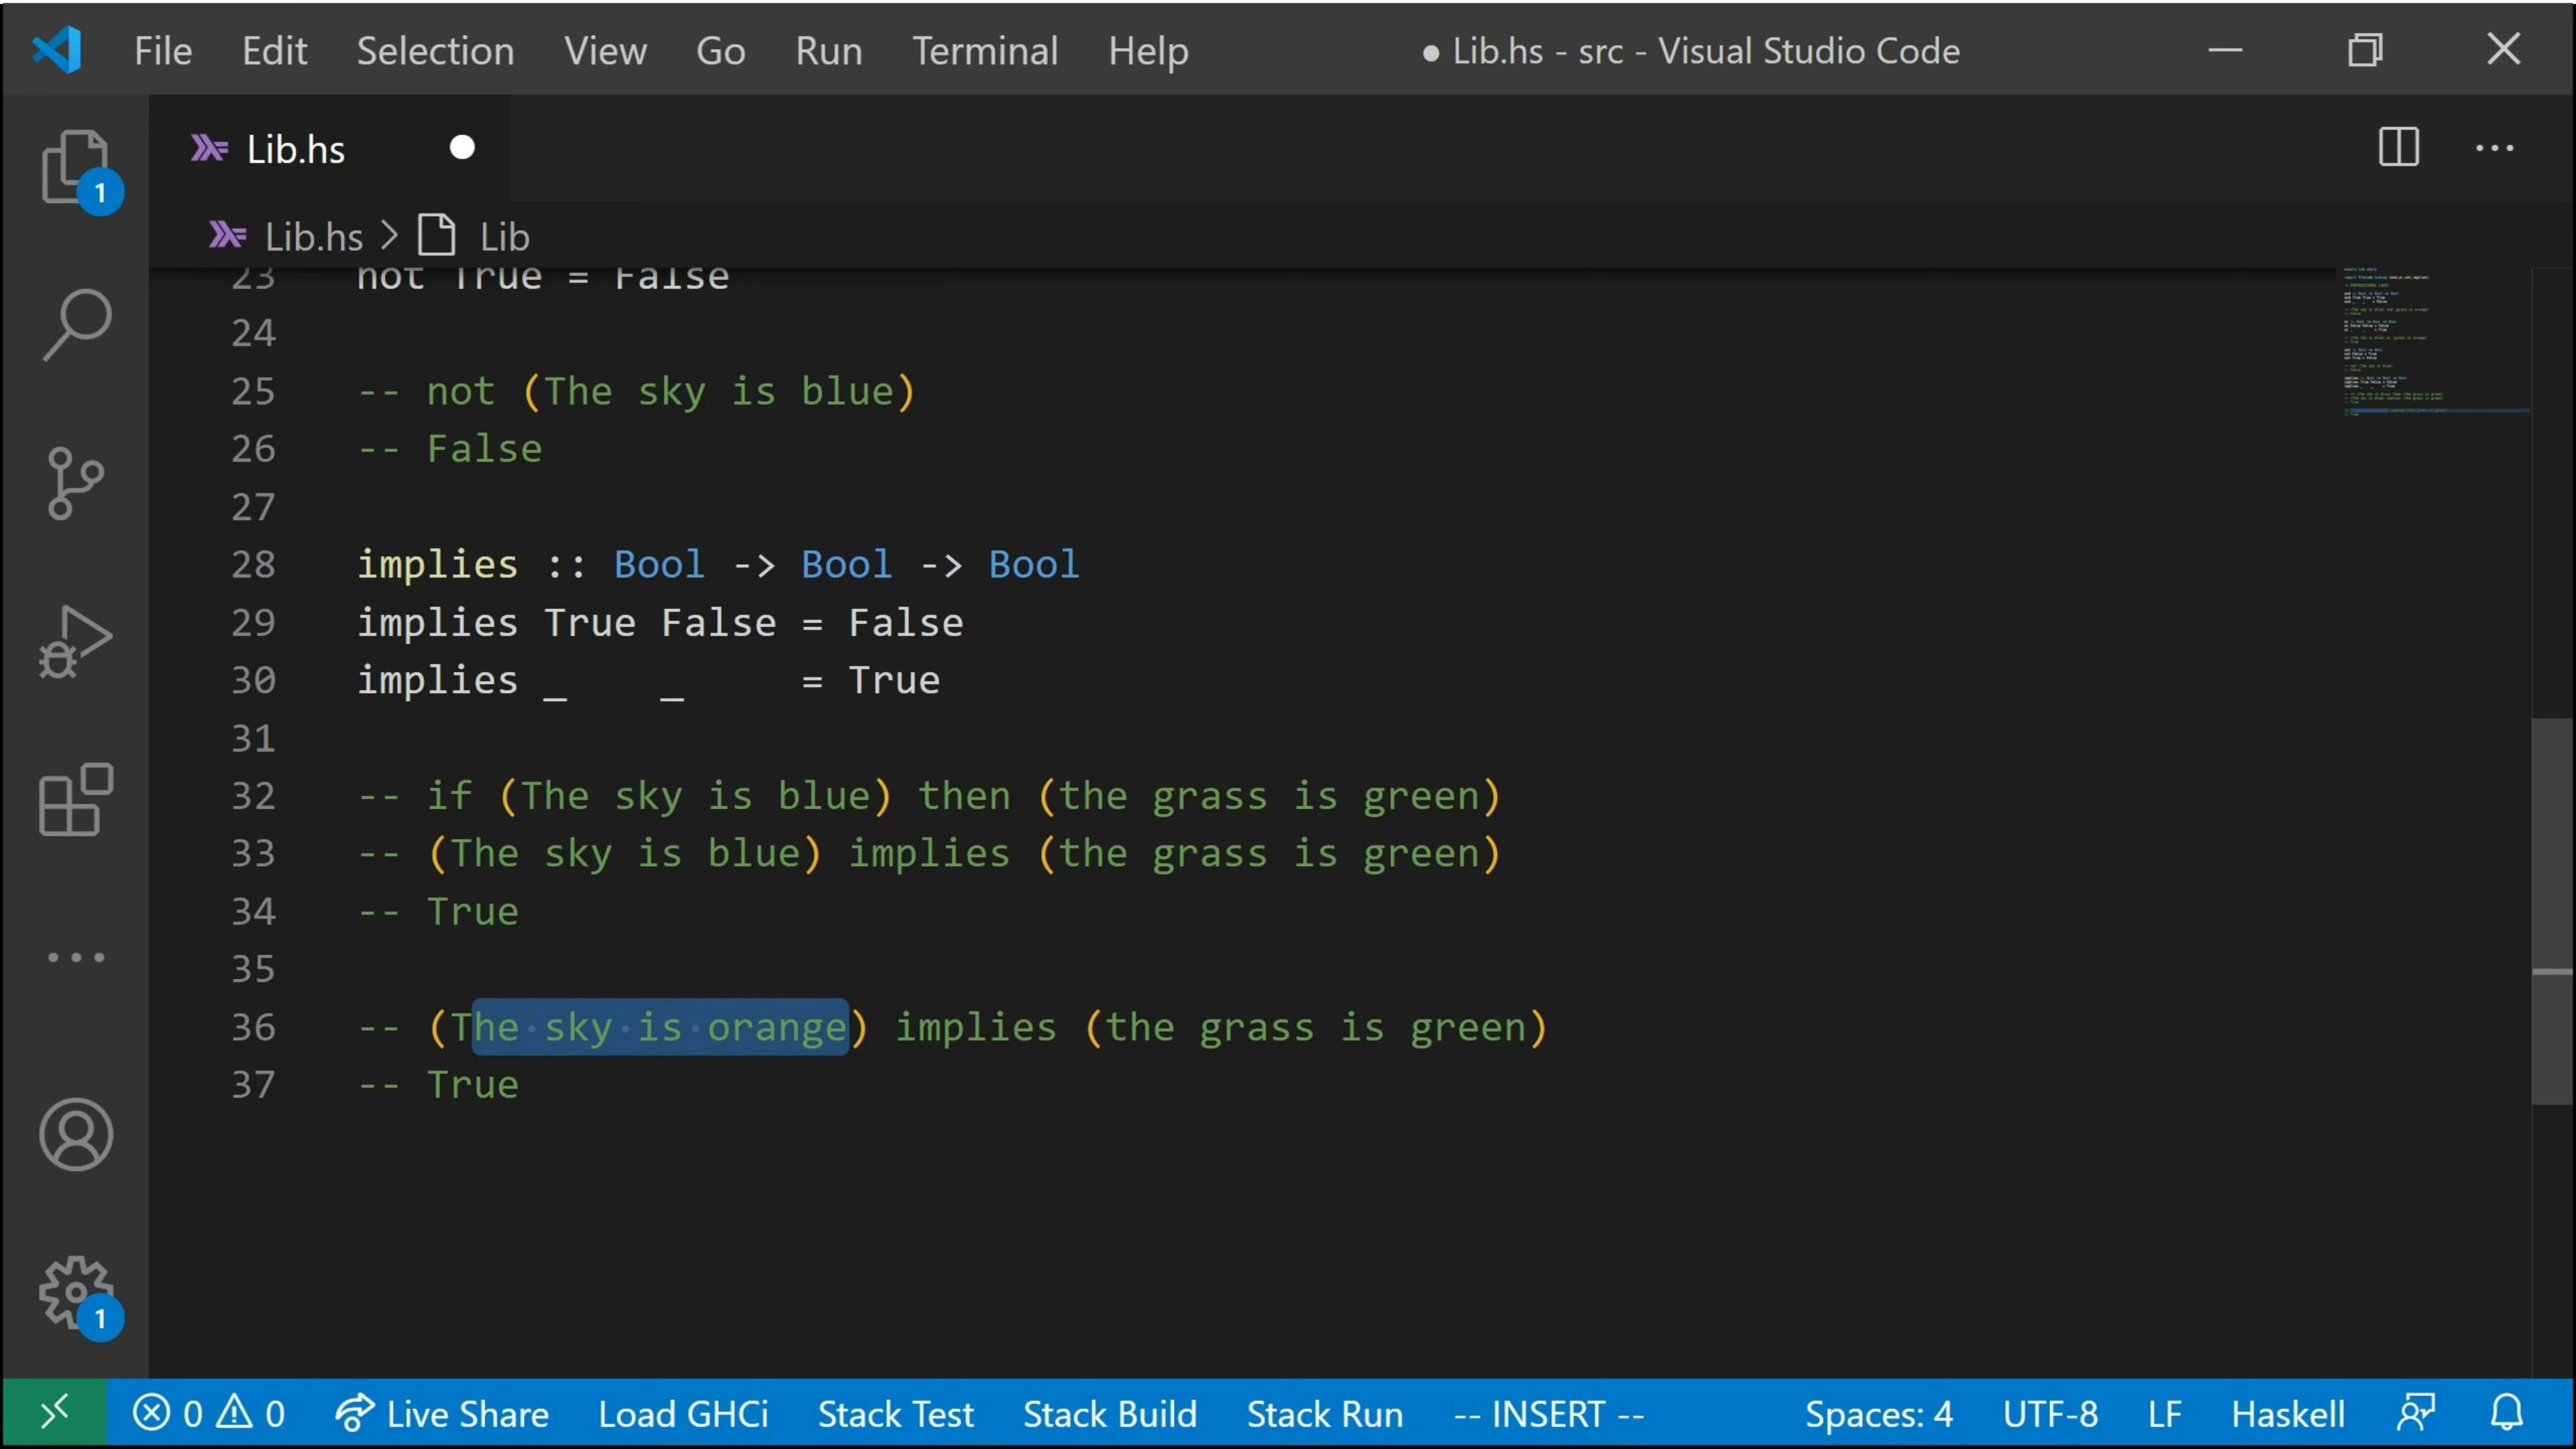 File Edit Selection View Go Run Terminal Help ● Lib.hs - src - Visual Studio Code
1
Lib.hs
Lib.hs > Lib
23 not True = False
24
25 -- not (The sky is blue)
26 -- False
27
28 implies :: Bool -> Bool -> Bool
29 implies True False = False
30 implies _    _     = True
31
32 -- if (The sky is blue) then (the grass is green)
33 -- (The sky is blue) implies (the grass is green)
34 -- True
35
36 -- (The sky is orange) implies (the grass is green)
37 -- True
1
0 0 Live Share Load GHCi Stack Test Stack Build Stack Run -- INSERT -- Spaces: 4 UTF-8 LF Haskell